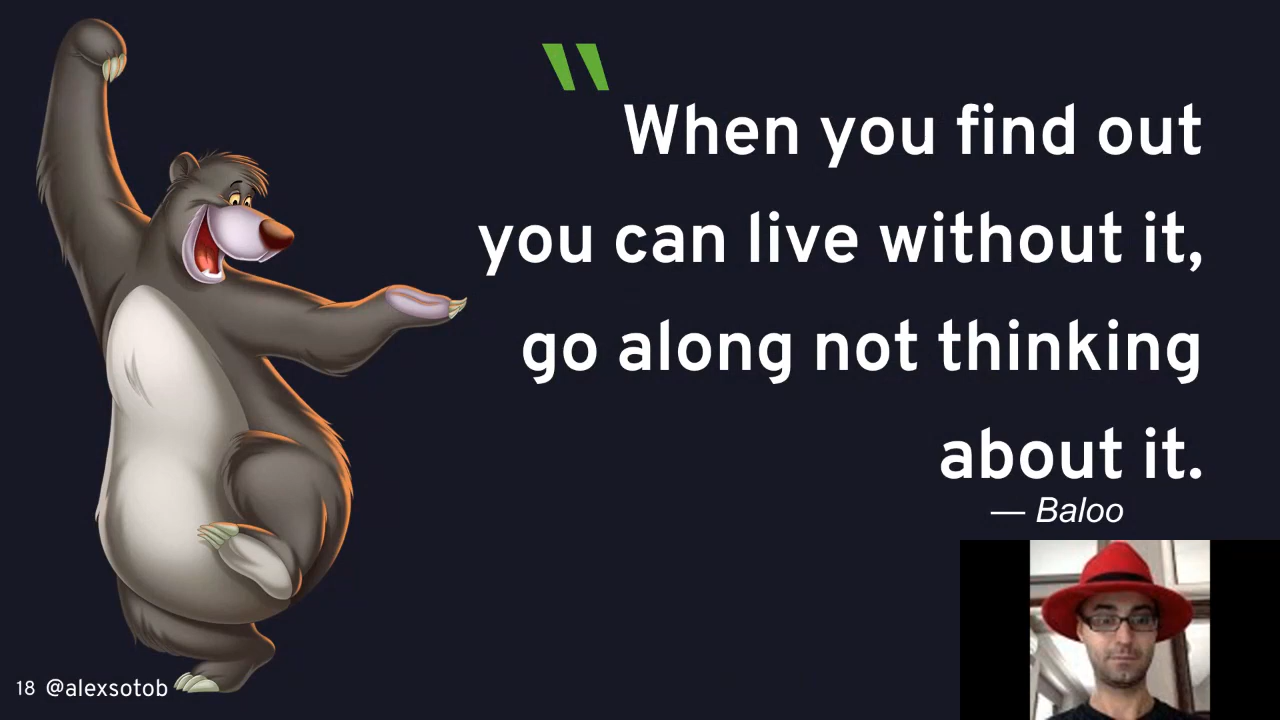 When you find out
you can live without it,
go along not thinking
about it.
— Baloo
18 @alexsotob